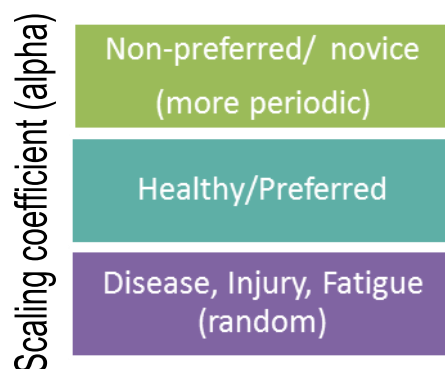 Scaling coefficient (alpha)
Non-preferred/ novice
(more periodic)
Healthy/Preferred
Disease, Injury, Fatigue
(random)